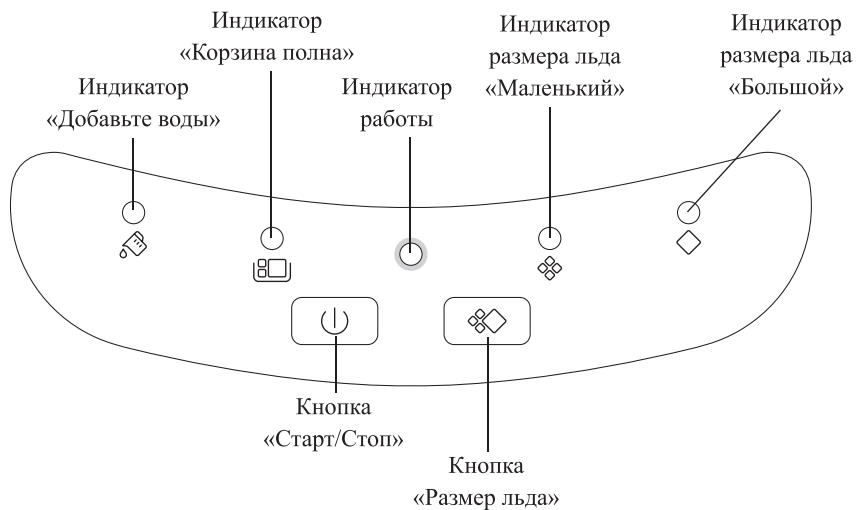 Индикатор
«Корзина полна»
Индикатор
размера льда
«Маленький»
Индикатор
размера льда
«Большой»
Индикатор
«Добавьте воды»
Индикатор
работы
Кнопка
«Старт/Стоп»
Кнопка
«Размер льда»